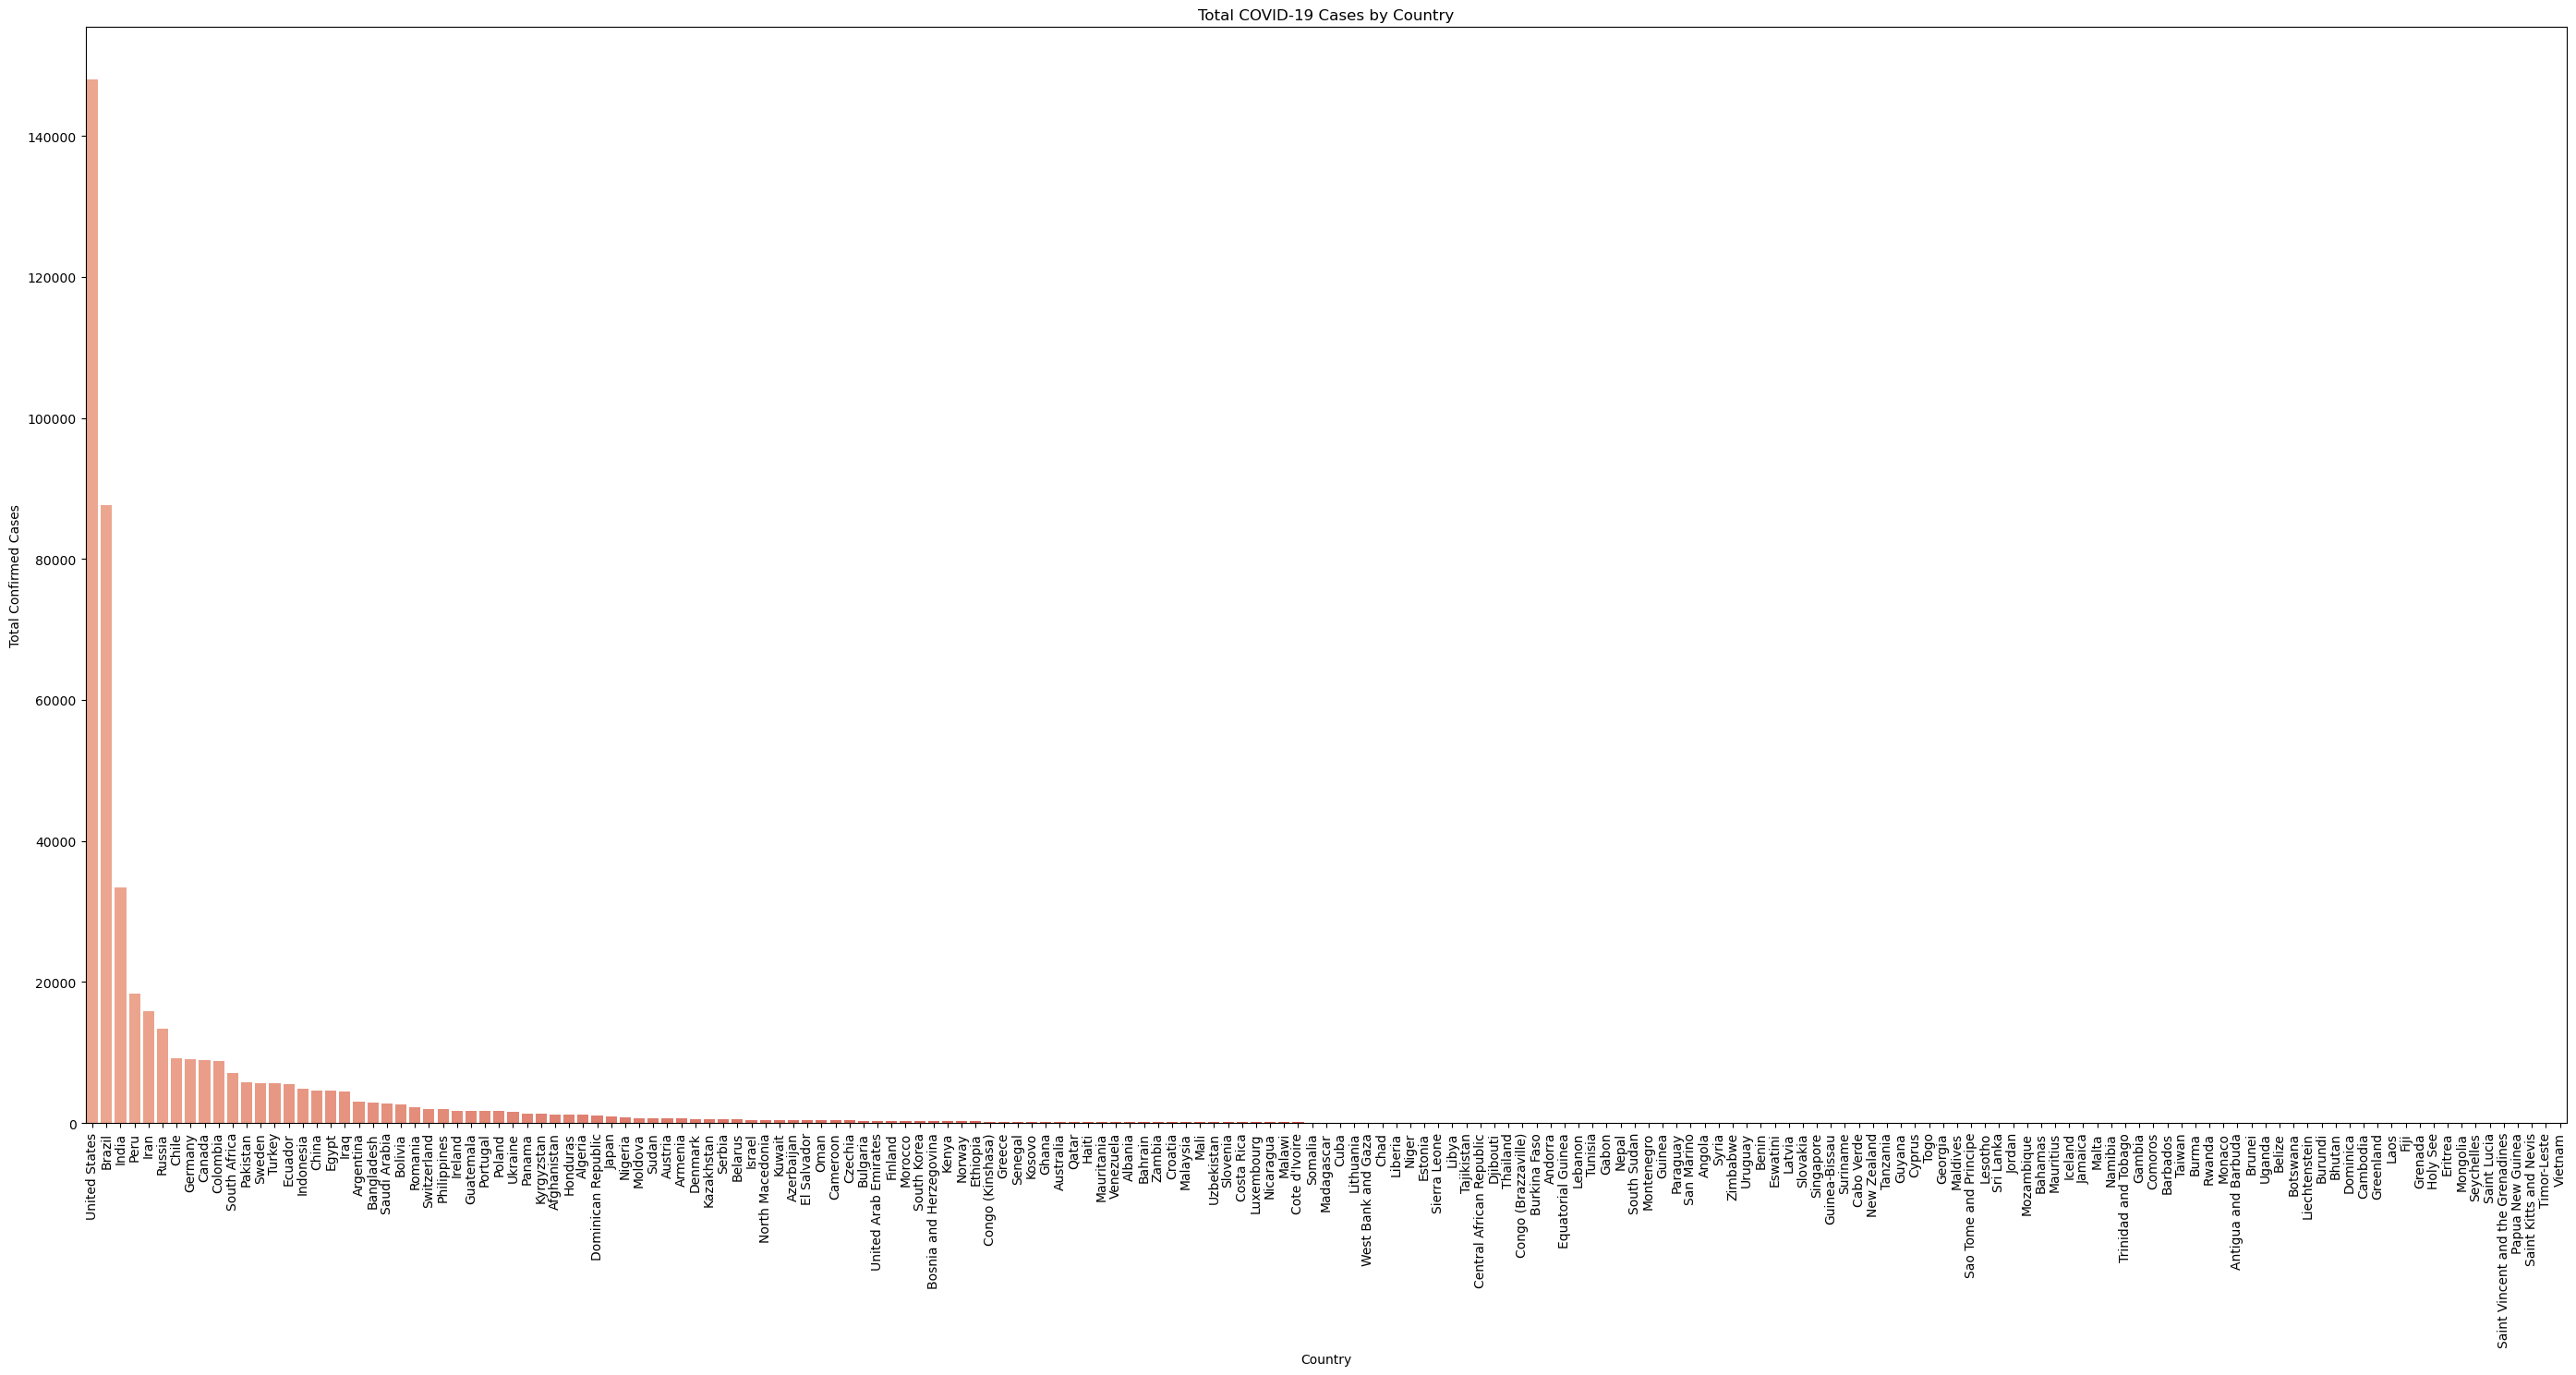 Total COVID-19 Cases by Country
Total Confirmed Cases
140000
120000
100000
80000
60000
40000
20000
0
United States
Brazil
India
Peru
Iran
Russia
Chile
Germany
Canada
Colombia
South Africa
Pakistan
Sweden
Turkey
Ecuador
Indonesia
China
Egypt
Iraq
Argentina
Bangladesh
Saudi Arabia
Bolivia
Romania
Switzerland
Philippines
Ireland
Guatemala
Portugal
Poland
Ukraine
Panama
Kyrgyzstan
Afghanistan
Honduras
Algeria
Dominican Republic
Japan
Nigeria
Moldova
Sudan
Austria
Armenia
Denmark
Kazakhstan
Serbia
Belarus
Israel
North Macedonia
Kuwait
Azerbaijan
El Salvador
Oman
Cameroon
Czechia
Bulgaria
United Arab Emirates
Finland
Morocco
South Korea
Bosnia and Herzegovina
Kenya
Norway
Ethiopia
Congo (Kinshasa)
Greece
Senegal
Kosovo
Ghana
Australia
Qatar
Haiti
Mauritania
Venezuela
Albania
Bahrain
Zambia
Croatia
Malaysia
Mali
Uzbekistan
Slovenia
Costa Rica
Luxembourg
Nicaragua
Malawi
Cote d'Ivoire
Somalia
Madagascar
Cuba
Lithuania
West Bank and Gaza
Chad
Liberia
Niger
Estonia
Sierra Leone
Libya
Tajikistan
Central African Republic
Djibouti
Thailand
Congo (Brazzaville)
Burkina Faso
Andorra
Equatorial Guinea
Lebanon
Tunisia
Gabon
Nepal
South Sudan
Montenegro
Guinea
Paraguay
San Marino
Angola
Syria
Zimbabwe
Uruguay
Benin
Eswatini
Latvia
Slovakia
Singapore
Guinea-Bissau
Suriname
Cabo Verde
New Zealand
Tanzania
Guyana
Cyprus
Togo
Georgia
Maldives
Sao Tome and Principe
Lesotho
Sri Lanka
Jordan
Mozambique
Bahamas
Mauritius
Iceland
Jamaica
Malta
Namibia
Trinidad and Tobago
Gambia
Comoros
Barbados
Taiwan
Burma
Rwanda
Monaco
Antigua and Barbuda
Brunei
Uganda
Belize
Botswana
Liechtenstein
Burundi
Bhutan
Dominica
Cambodia
Greenland
Laos
Fiji
Grenada
Holy See
Eritrea
Mongolia
Seychelles
Saint Lucia
Saint Vincent and the Grenadines
Papua New Guinea
Saint Kitts and Nevis
Timor-Leste
Vietnam
Country